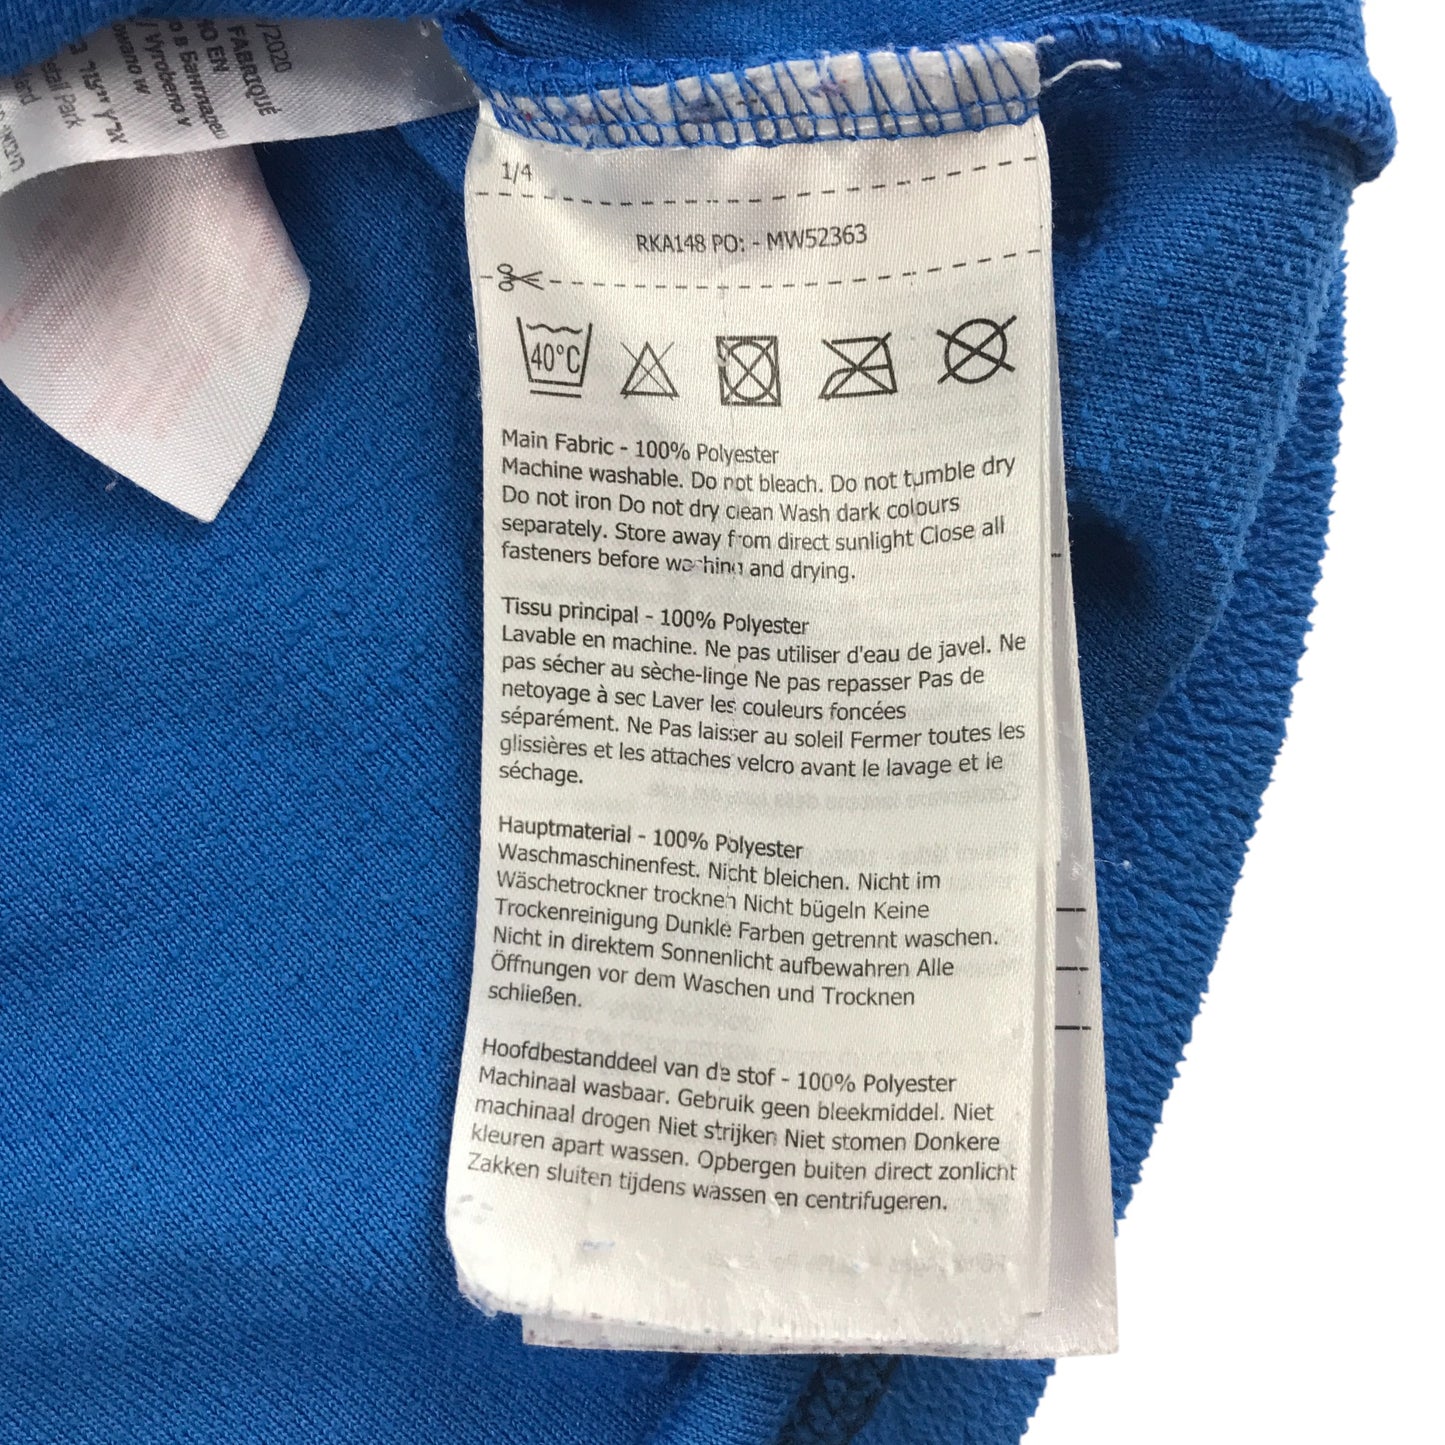 /2020
FABRIQUÉ
EN
в Бангладеш
Vyrobeno v
owano w
Park
1/4
RKA148 PO: - MW52363
40°C
Main Fabric - 100% Polyester
Machine washable. Do not bleach. Do not tumble dry
Do not iron Do not dry clean Wash dark colours
separately. Store away from direct sunlight Close all
fasteners before washing and drying.
Tissu principal - 100% Polyester
Lavable en machine. Ne pas utiliser d'eau de javel. Ne
pas sécher au sèche-linge Ne pas repasser Pas de
netoyage à sec Laver les couleurs foncées
séparément. Ne Pas laisser au soleil Fermer toutes les
glissières et les attaches velcro avant le lavage et le
séchage.
Hauptmaterial - 100% Polyester
Waschmaschinenfest. Nicht bleichen. Nicht im
Wäschetrockner trocknen Nicht bügeln Keine
Trockenreinigung Dunkle Farben getrennt waschen.
Nicht in direktem Sonnenlicht aufbewahren Alle
Öffnungen vor dem Waschen und Trocknen
schließen.
Hoofdbestanddeel van de stof - 100% Polyester
Machinaal wasbaar. Gebruik geen bleekmiddel. Niet
machinaal drogen Niet strijken Niet stomen Donkere
kleuren apart wassen. Opbergen buiten direct zonlicht
Zakken sluiten tijdens wassen en centrifugeren.